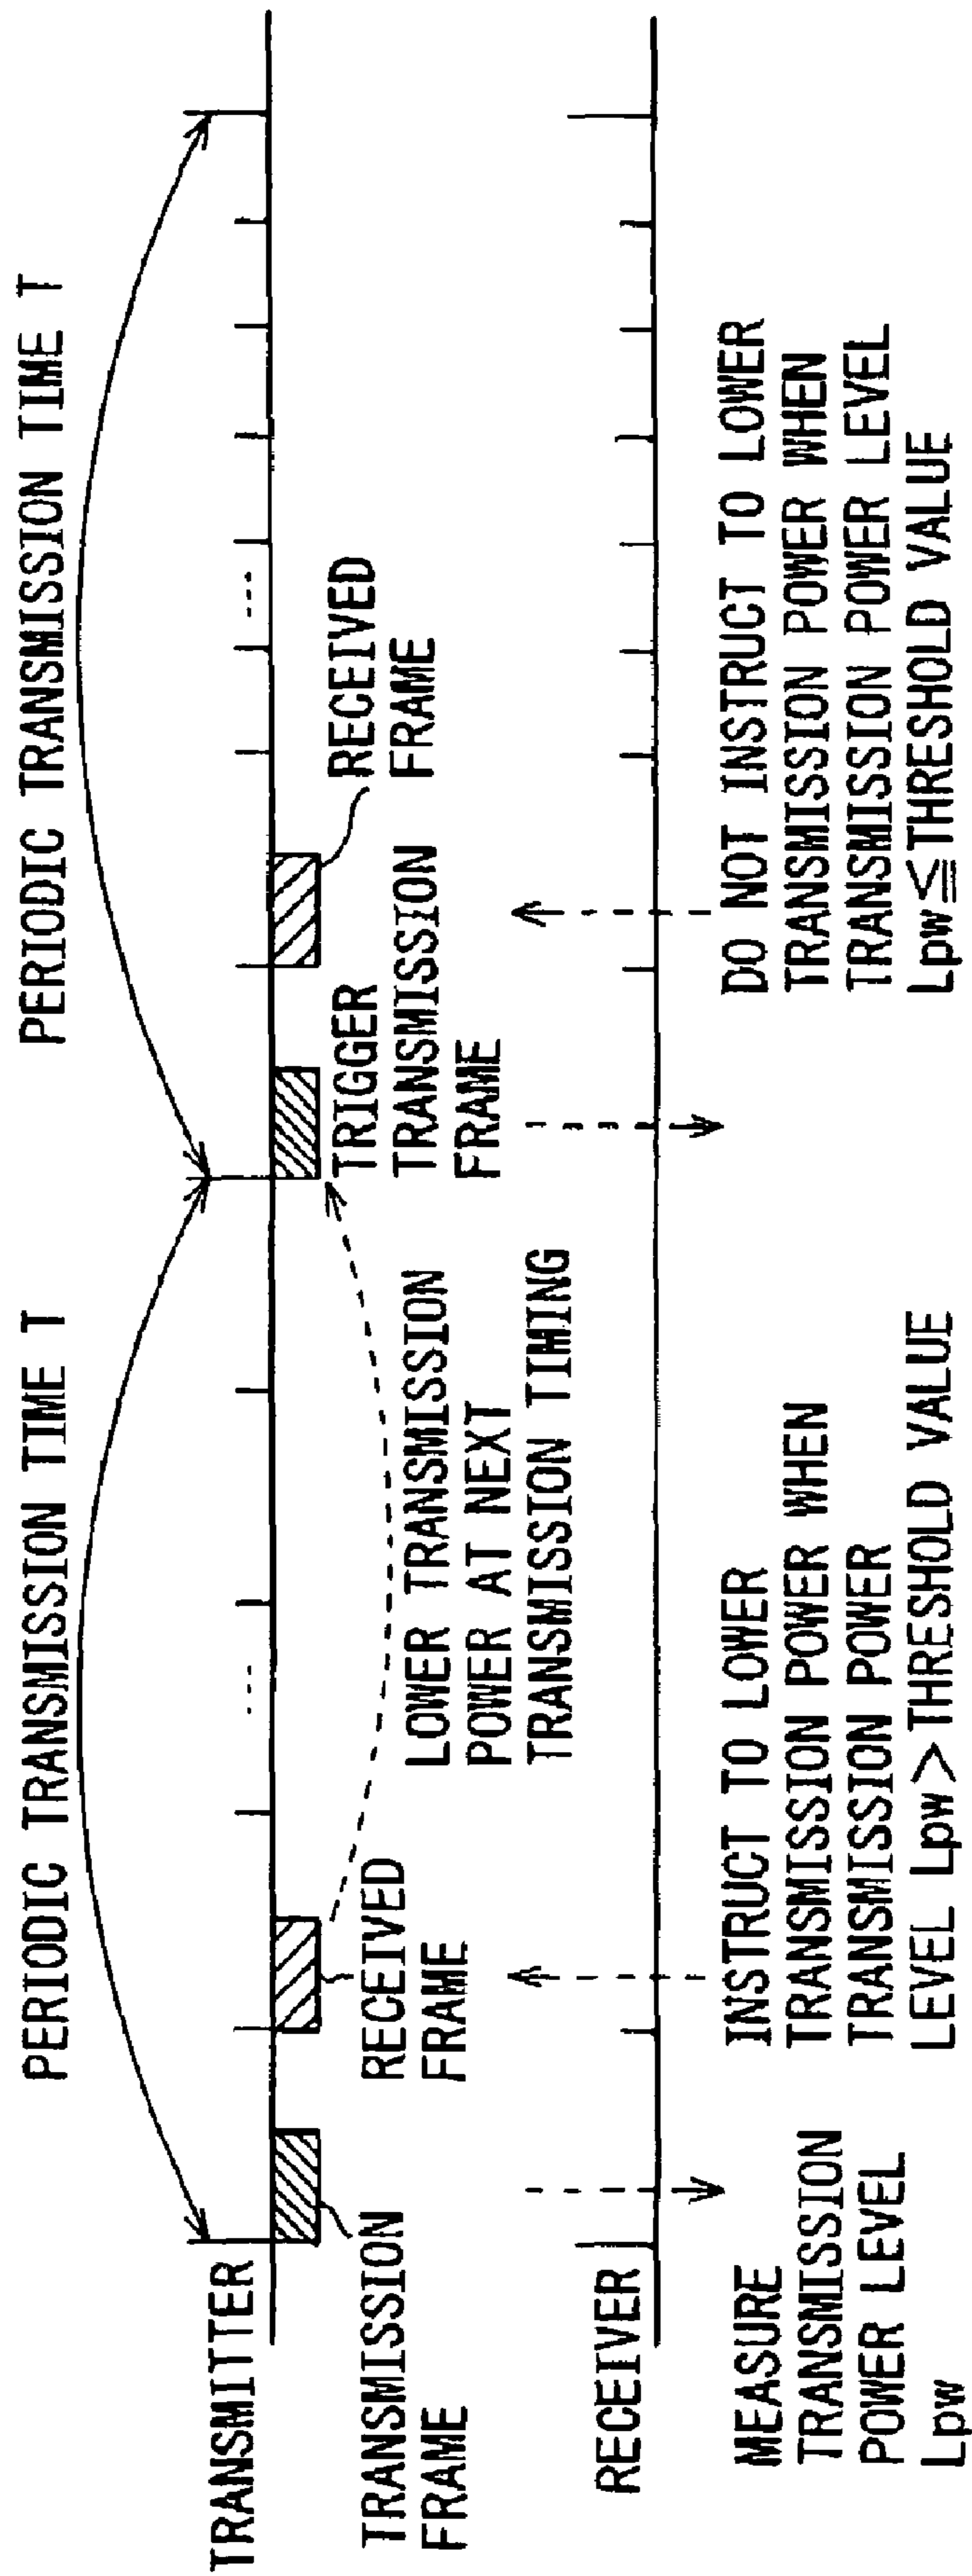 PERIODIC TRANSMISSION TIME T
PERIODIC TRANSMISSION TIME T
TRANSMITTER
TRANSMISSION
FRAME
RECEIVED
FRAME
LOWER TRANSMISSION
POWER AT NEXT
TRANSMISSION TIMING
TRIGGER
TRANSMISSION
FRAME
RECEIVED
FRAME
RECEIVER
MEASURE
TRANSMISSION
POWER LEVEL
Lpw
INSTRUCT TO LOWER
TRANSMISSION POWER WHEN
TRANSMISSION POWER
LEVEL Lpw > THRESHOLD VALUE
DO NOT INSTRUCT TO LOWER
TRANSMISSION POWER WHEN
TRANSMISSION POWER LEVEL
Lpw≦THRESHOLD VALUE